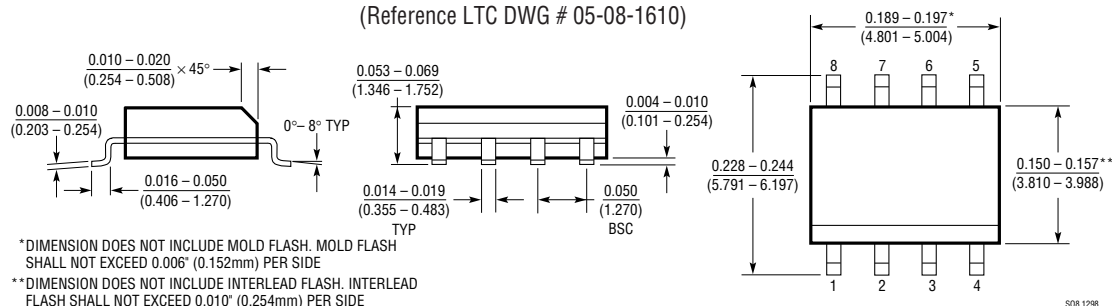 (Reference LTC DWG # 05-08-1610)
0.010 – 0.020
(0.254 – 0.508)
× 45°
0.008 – 0.010
(0.203 – 0.254)
0°– 8° TYP
0.016 – 0.050
(0.406 – 1.270)
0.053 – 0.069
(1.346 – 1.752)
0.004 – 0.010
(0.101 – 0.254)
0.014 – 0.019
(0.355 – 0.483)
TYP
0.050
(1.270)
BSC
0.189 – 0.197*
(4.801 – 5.004)
8 7 6 5
0.228 – 0.244
(5.791 – 6.197)
0.150 – 0.157**
(3.810 – 3.988)
1 2 3 4
*DIMENSION DOES NOT INCLUDE MOLD FLASH. MOLD FLASH
SHALL NOT EXCEED 0.006" (0.152mm) PER SIDE
**DIMENSION DOES NOT INCLUDE INTERLEAD FLASH. INTERLEAD
FLASH SHALL NOT EXCEED 0.010" (0.254mm) PER SIDE
SO8 1298